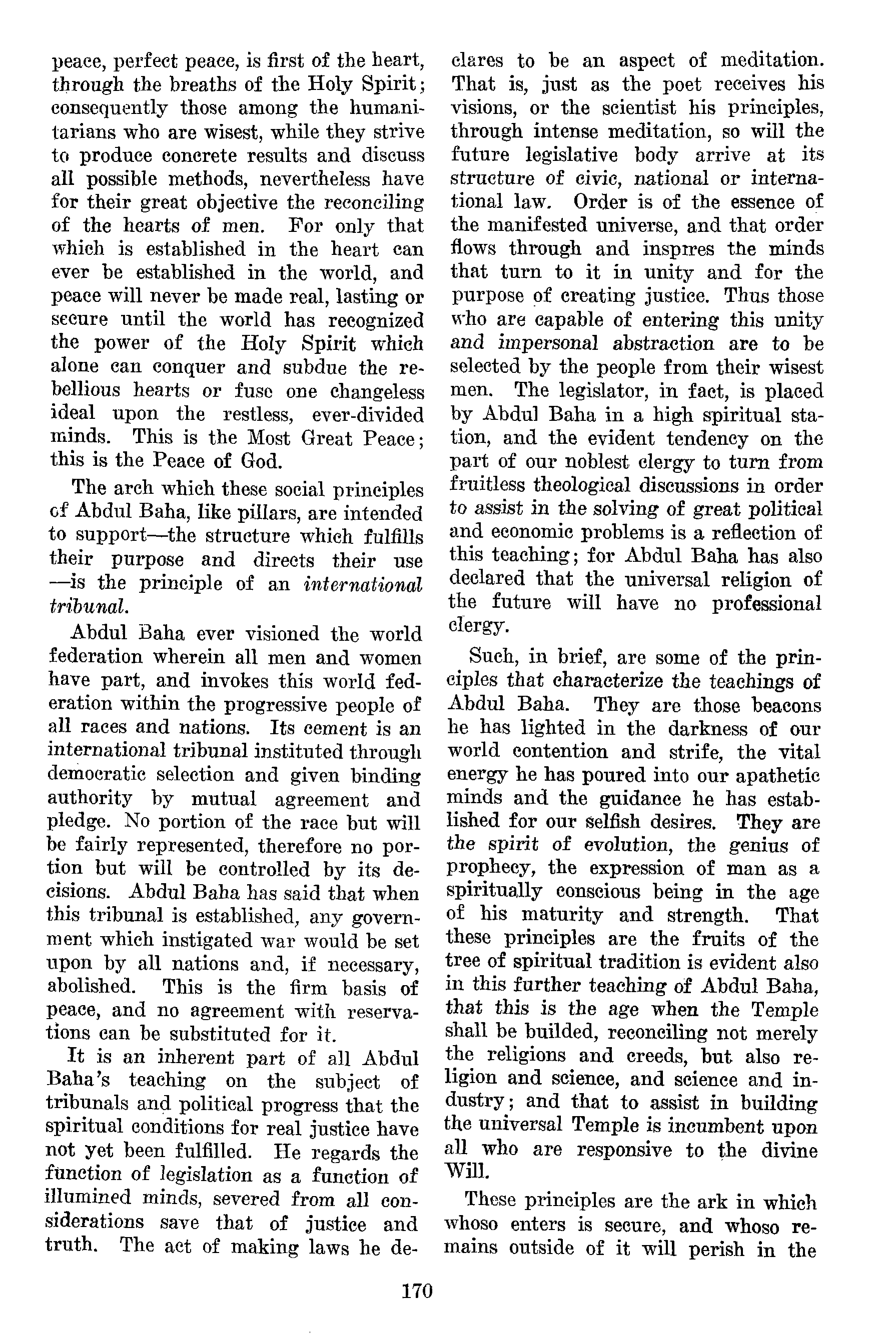 peace, perfect peace, is first of the heart,
through the breaths of the Holy Spirit;
consequently those among the humani-
tarians who are wisest, while they strive
to produce concrete results and discuss
all possible methods, nevertheless have
for their great objective the reconciling
of the hearts of men. For only that
which is established in the heart can
ever be established in the world, and
peace will never be made real, lasting or
secure until the world has recognized
the power of the Holy Spirit which
alone can conquer and subdue the re-
bellious hearts or fuse one changeless
ideal upon the restless, ever-divided
minds. This is the Most Great Peace;
this is the Peace of God.
The arch which these social principles
of Abdul Baha, like pillars, are intended
to support—the structure which fulfills
their purpose and directs their use
—is the principle of an international
tribunal.
Abdul Baha ever visioned the world
federation wherein all men and women
have part, and invokes this world fed-
eration within the progressive people of
all races and nations. Its cement is an
international tribunal instituted through
democratic selection and given binding
authority by mutual agreement and
pledge. No portion of the race but will
be fairly represented, therefore no por-
tion but will be controlled by its de-
cisions. Abdul Baha has said that when
this tribunal is established, any govern-
ment which instigated war would be set
upon by all nations and, if necessary,
abolished. This is the firm basis of
peace, and no agreement with reserva-
tions can be substituted for it.
It is an inherent part of all Abdul
Baha's teaching on the subject of
tribunals and political progress that the
spiritual conditions for real justice have
not yet been fulfilled. He regards the
function of legislation as a function of
illumined minds, severed from all con-
siderations save that of justice and
truth. The act of making laws he de-
clares to be an aspect of meditation.
That is, just as the poet receives his
visions, or the scientist his principles,
through intense meditation, so will the
future legislative body arrive at its
structure of civic, national or interna-
tional law. Order is of the essence of
the manifested universe, and that order
flows through and inspires the minds
that turn to it in unity and for the
purpose of creating justice. Thus those
who are capable of entering this unity
and impersonal abstraction are to be
selected by the people from their wisest
men. The legislator, in fact, is placed
by Abdul Baha in a high spiritual sta-
tion, and the evident tendency on the
part of our noblest clergy to turn from
fruitless theological discussions in order
to assist in the solving of great political
and economic problems is a reflection of
this teaching; for Abdul Baha has also
declared that the universal religion of
the future will have no professional
clergy.
Such, in brief, are some of the prin-
ciples that characterize the teachings of
Abdul Baha. They are those beacons
he has lighted in the darkness of our
world contention and strife, the vital
energy he has poured into our apathetic
minds and the guidance he has estab-
lished for our selfish desires. They are
the spirit of evolution, the genius of
prophecy, the expression of man as a
spiritually conscious being in the age
of his maturity and strength. That
these principles are the fruits of the
tree of spiritual tradition is evident also
in this further teaching of Abdul Baha,
that this is the age when the Temple
shall be builded, reconciling not merely
the religions and creeds, but also re-
ligion and science, and science and in-
dustry; and that to assist in building
the universal Temple is incumbent upon
all who are responsive to the divine
Will.
These principles are the ark in which
whoso enters is secure, and whoso re-
mains outside of it will perish in the
170